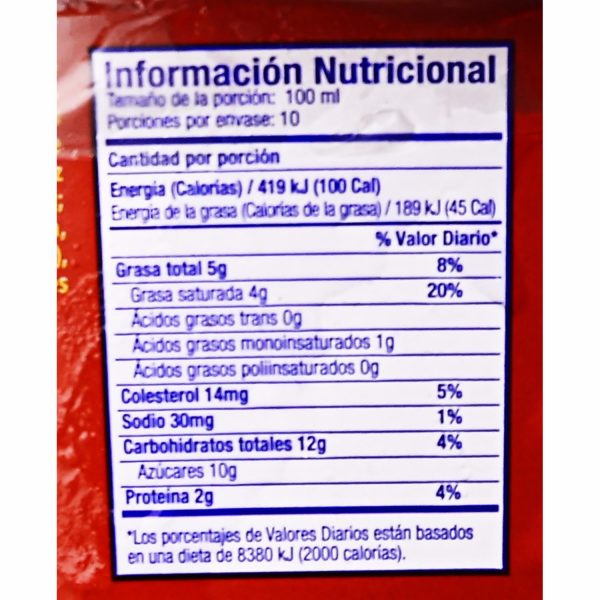 Información Nutricional
Tamaño de la porción: 100 ml
Porciones por envase: 10
Cantidad por porción
Energía (Calorías) / 419 kJ (100 Cal)
Energía de la grasa (Calorías de la grasa) / 189 kJ (45 Cal)
% Valor Diario*
Grasa total 5g 8%
Grasa saturada 4g 20%
Ácidos grasos trans 0g
Ácidos grasos monoinsaturados 1g
Ácidos grasos poliinsaturados 0g
Colesterol 14mg 5%
Sodio 30mg 1%
Carbohidratos totales 12g 4%
Azúcares 10g
Proteína 2g 4%
*Los porcentajes de Valores Diarios están basados
en una dieta de 8380 kJ (2000 calorías).